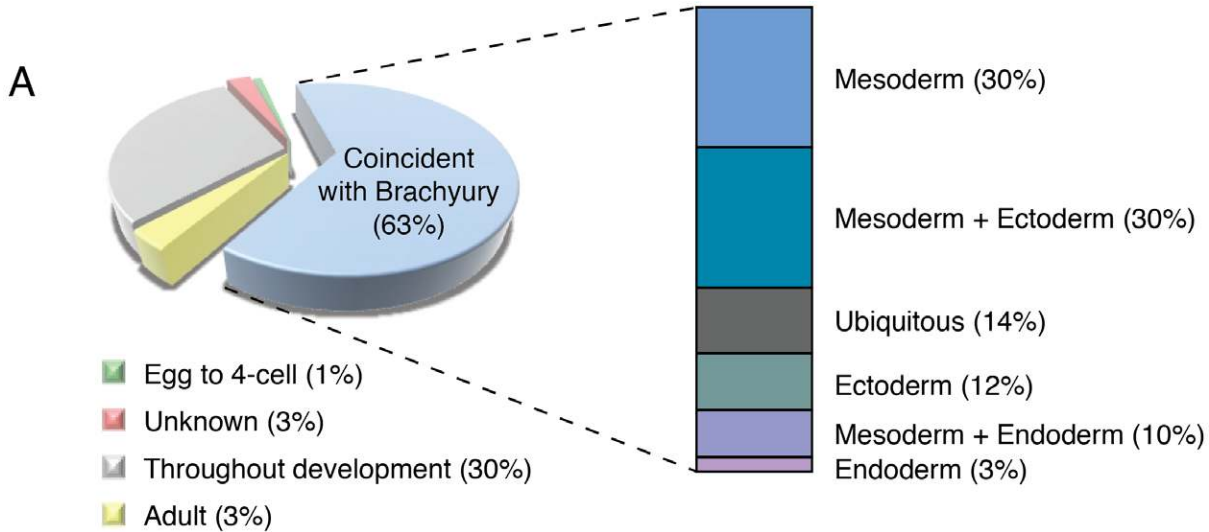 A
Coincident
with Brachyury
(63%)
Egg to 4-cell (1%)
Unknown (3%)
Throughout development (30%)
Adult (3%)
Mesoderm (30%)
Mesoderm + Ectoderm (30%)
Ubiquitous (14%)
Ectoderm (12%)
Mesoderm + Endoderm (10%)
Endoderm (3%)